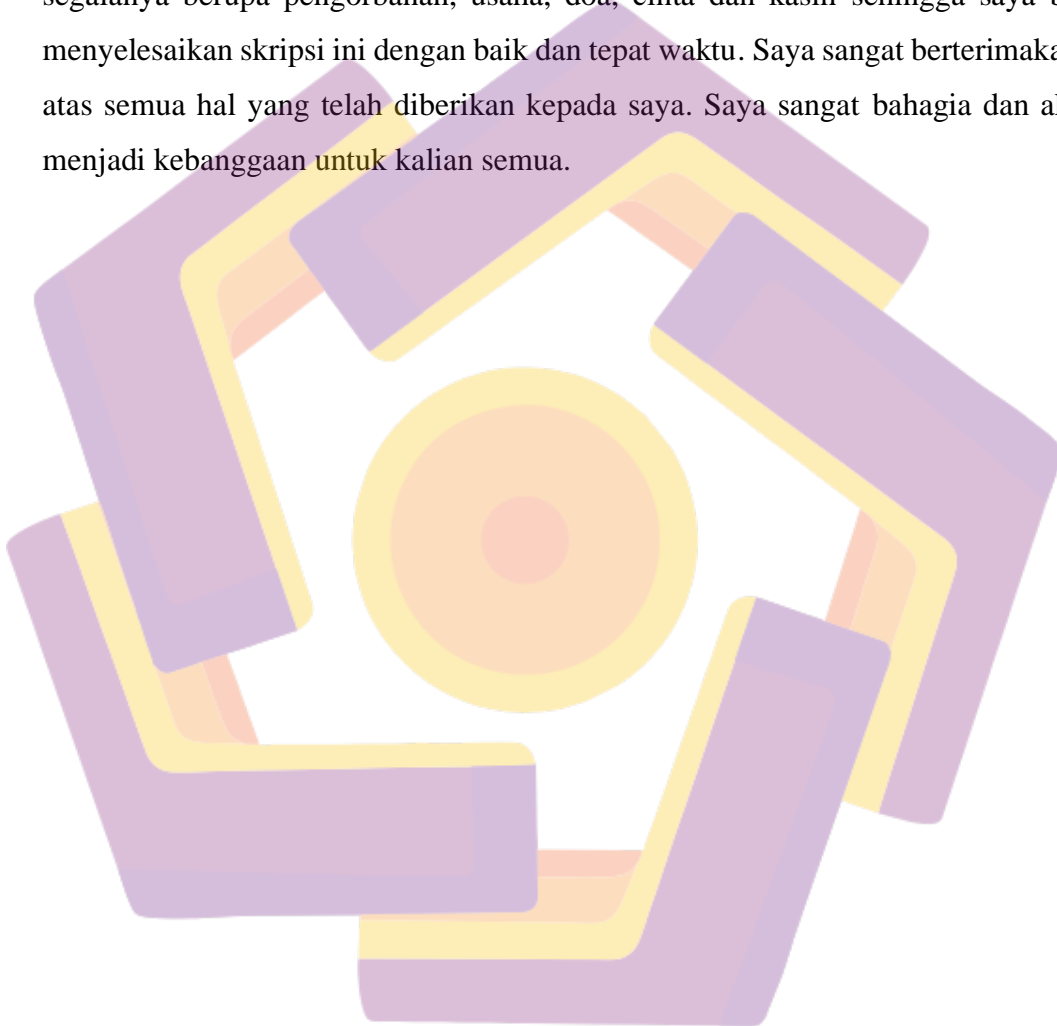 segalanya berupa pengorbanan, usaha, doa, cinta dan kasih sehingga saya
menyelesaikan skripsi ini dengan baik dan tepat waktu. Saya sangat
atas semua hal yang telah diberikan kepada saya. Saya sangat bahagia dan
menjadi kebanggaan untuk kalian semua.